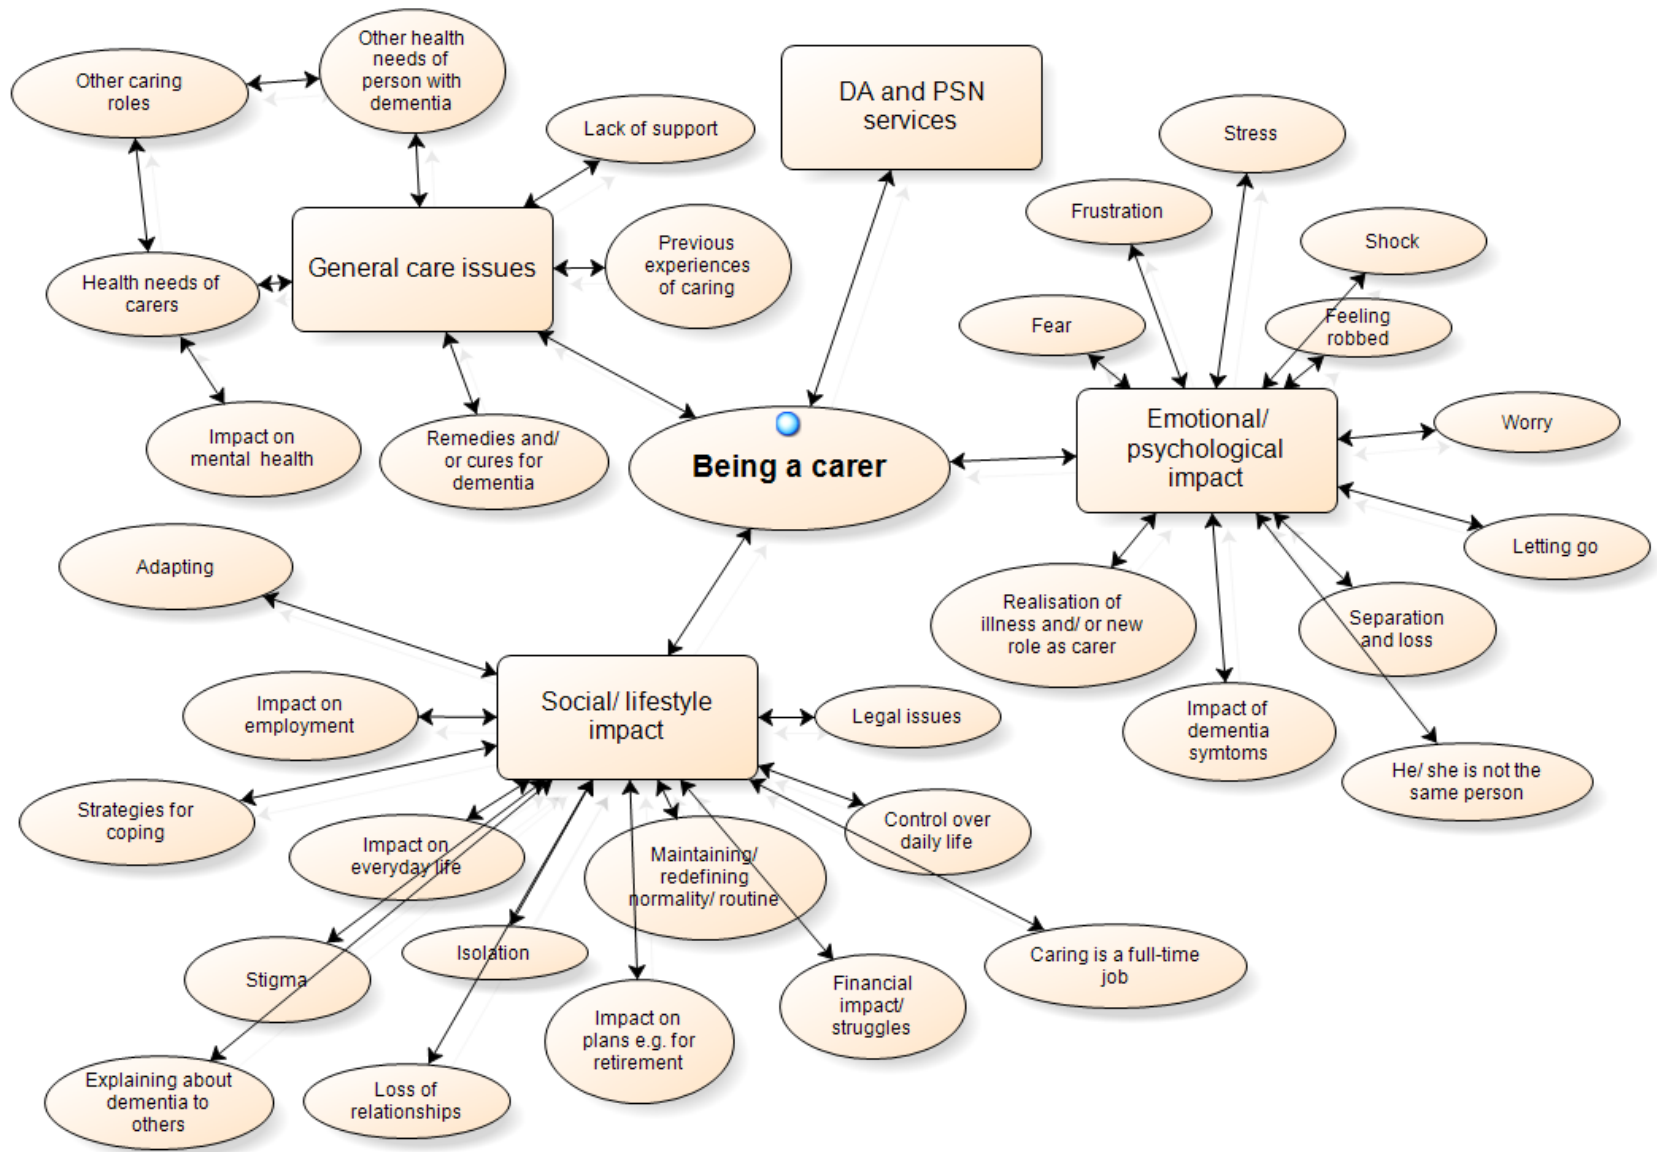 Other caring
roles
Other health
needs of
person with
dementia
Lack of support
DA and PSN
services
Stress
Frustration
Shock
General care issues
Previous
experiences
of caring
Health needs of
carers
Fear
Feeling
robbed
Impact on
mental  health
Remedies and/
or cures for
dementia
Being a carer
Emotional/
psychological
impact
Worry
Letting go
Adapting
Realisation of
illness and/ or new
role as carer
Separation
and loss
Impact on
employment
Social/ lifestyle
impact
Legal issues
Impact of
dementia
symtoms
He/ she is not the
same person
Strategies for
coping
Impact on
everyday life
Maintaining/
redefining
normality/ routine
Control over
daily life
Stigma
Isolation
Impact on
plans e.g. for
retirement
Financial
impact/
struggles
Caring is a full-time
job
Explaining about
dementia to
others
Loss of
relationships